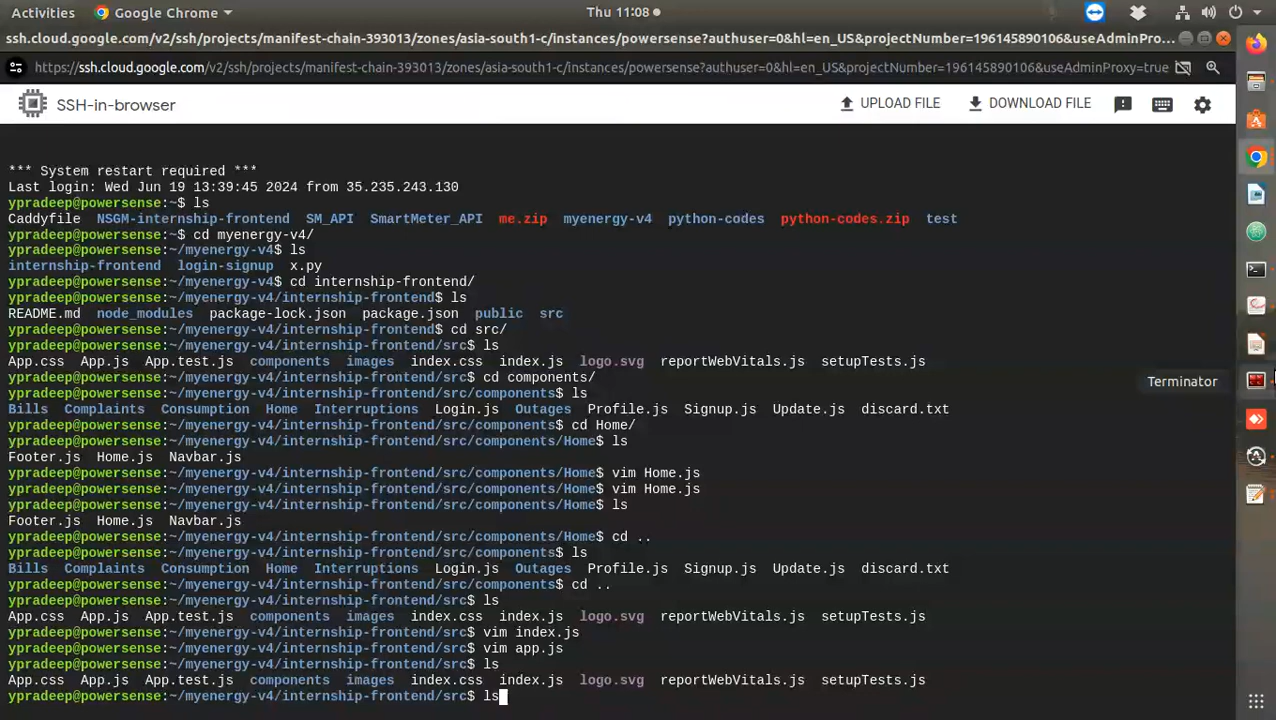 Activities Google Chrome Thu 11:08
ssh.cloud.google.com/v2/ssh/projects/manifest-chain-393013/zones/asia-south1-c/instances/powersense?authuser=0&hl=en_US&projectNumber=196145890106&useAdminPro...
https://ssh.cloud.google.com/v2/ssh/projects/manifest-chain-393013/zones/asia-south1-c/instances/powersense?authuser=0&hl=en_US&projectNumber=196145890106&useAdminProxy=true
SSH-in-browser UPLOAD FILE DOWNLOAD FILE
*** System restart required ***
Last login: Wed Jun 19 13:39:45 2024 from 35.235.243.130
ypradeep@powersense:~$ ls
Caddyfile NSGM-internship-frontend SM_API SmartMeter_API me.zip myenergy-v4 python-codes python-codes.zip test
ypradeep@powersense:~$ cd myenergy-v4/
ypradeep@powersense:~/myenergy-v4$ ls
internship-frontend login-signup x.py
ypradeep@powersense:~/myenergy-v4$ cd internship-frontend/
ypradeep@powersense:~/myenergy-v4/internship-frontend$ ls
README.md node_modules package-lock.json package.json public src
ypradeep@powersense:~/myenergy-v4/internship-frontend$ cd src/
ypradeep@powersense:~/myenergy-v4/internship-frontend/src$ ls
App.css App.js App.test.js components images index.css index.js logo.svg reportWebVitals.js setupTests.js
ypradeep@powersense:~/myenergy-v4/internship-frontend/src$ cd components/
ypradeep@powersense:~/myenergy-v4/internship-frontend/src/components$ ls
Terminator
Bills Complaints Consumption Home Interruptions Login.js Outages Profile.js Signup.js Update.js discard.txt
ypradeep@powersense:~/myenergy-v4/internship-frontend/src/components$ cd Home/
ypradeep@powersense:~/myenergy-v4/internship-frontend/src/components/Home$ ls
Footer.js Home.js Navbar.js
ypradeep@powersense:~/myenergy-v4/internship-frontend/src/components/Home$ vim Home.js
ypradeep@powersense:~/myenergy-v4/internship-frontend/src/components/Home$ vim Home.js
ypradeep@powersense:~/myenergy-v4/internship-frontend/src/components/Home$ ls
Footer.js Home.js Navbar.js
ypradeep@powersense:~/myenergy-v4/internship-frontend/src/components/Home$ cd ..
ypradeep@powersense:~/myenergy-v4/internship-frontend/src/components$ ls
Bills Complaints Consumption Home Interruptions Login.js Outages Profile.js Signup.js Update.js discard.txt
ypradeep@powersense:~/myenergy-v4/internship-frontend/src/components$ cd ..
ypradeep@powersense:~/myenergy-v4/internship-frontend/src$ ls
App.css App.js App.test.js components images index.css index.js logo.svg reportWebVitals.js setupTests.js
ypradeep@powersense:~/myenergy-v4/internship-frontend/src$ vim index.js
ypradeep@powersense:~/myenergy-v4/internship-frontend/src$ vim app.js
ypradeep@powersense:~/myenergy-v4/internship-frontend/src$ ls
App.css App.js App.test.js components images index.css index.js logo.svg reportWebVitals.js setupTests.js
ypradeep@powersense:~/myenergy-v4/internship-frontend/src$ ls